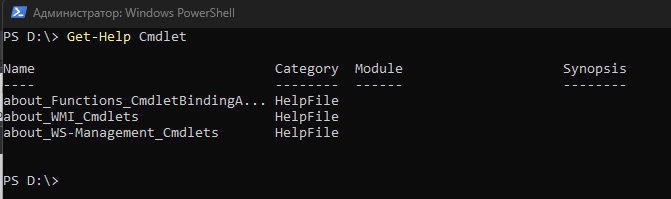 Администратор: Windows PowerShell
PS D:\> Get-Help Cmdlet
Name Category Module Synopsis
---- -------- ------ --------
about_Functions_CmdletBindingA... HelpFile
about_WMI_Cmdlets HelpFile
about_WS-Management_Cmdlets HelpFile
PS D:\>